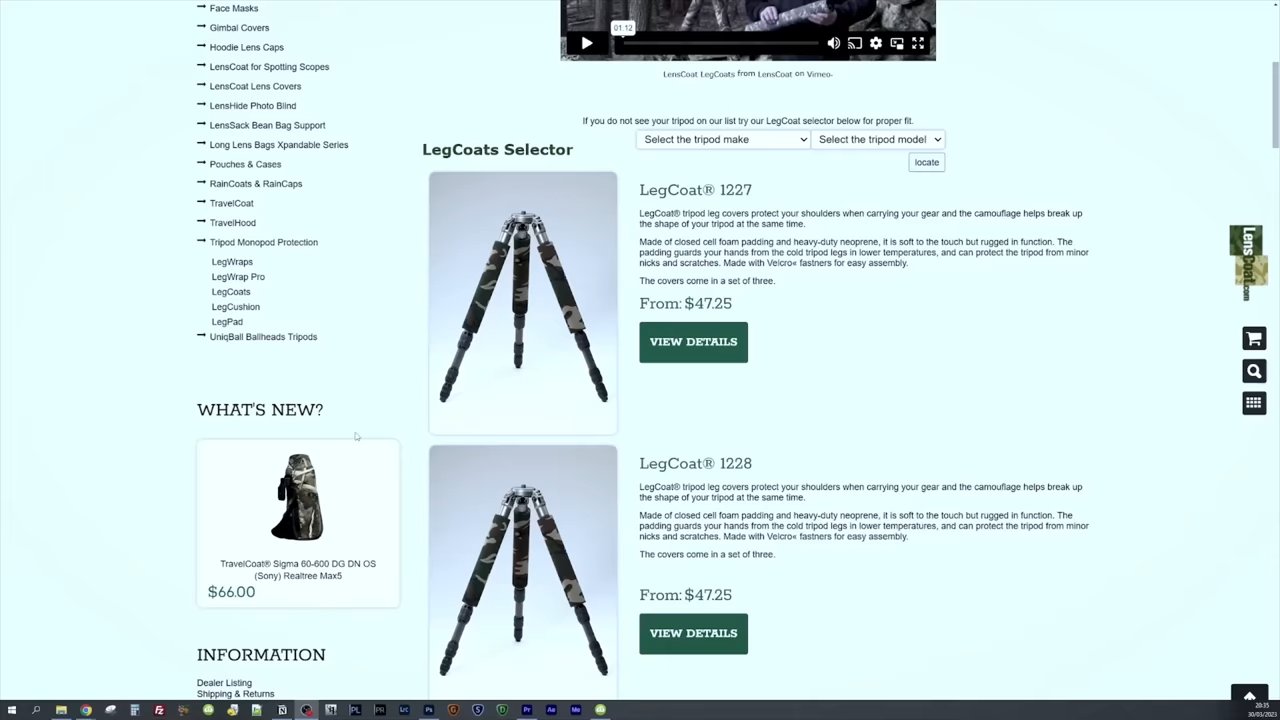 Face Masks
Gimbal Covers
Hoodie Lens Caps
LensCoat for Spotting Scopes
LensCoat Lens Covers
LensHide Photo Blind
LensSack Bean Bag Support
Long Lens Bags Xpandable Series
Pouches & Cases
RainCoats & RainCaps
TravelCoat
TravelHood
Tripod Monopod Protection
LegWraps
LegWrap Pro
LegCoats
LegCushion
LegPad
UniqBall Ballheads Tripods
WHAT'S NEW?
TravelCoat® Sigma 60-600 DG DN OS
(Sony) Realtree Max5
$66.00
INFORMATION
Dealer Listing
Shipping & Returns
01:12
LensCoat LegCoats from LensCoat on Vimeo.
If you do not see your tripod on our list try our LegCoat selector below for proper fit.
LegCoats Selector
Select the tripod make
Select the tripod model
locate
LegCoat® 1227
LegCoat® tripod leg covers protect your shoulders when carrying your gear and the camouflage helps break up
the shape of your tripod at the same time.
Made of closed cell foam padding and heavy-duty neoprene, it is soft to the touch but rugged in function. The
padding guards your hands from the cold tripod legs in lower temperatures, and can protect the tripod from minor
nicks and scratches. Made with Velcro« fastners for easy assembly.
The covers come in a set of three.
From: $47.25
VIEW DETAILS
LegCoat® 1228
LegCoat® tripod leg covers protect your shoulders when carrying your gear and the camouflage helps break up
the shape of your tripod at the same time.
Made of closed cell foam padding and heavy-duty neoprene, it is soft to the touch but rugged in function. The
padding guards your hands from the cold tripod legs in lower temperatures, and can protect the tripod from minor
nicks and scratches. Made with Velcro« fastners for easy assembly.
The covers come in a set of three.
From: $47.25
VIEW DETAILS
LensCoat.com
20:35
30/03/2023